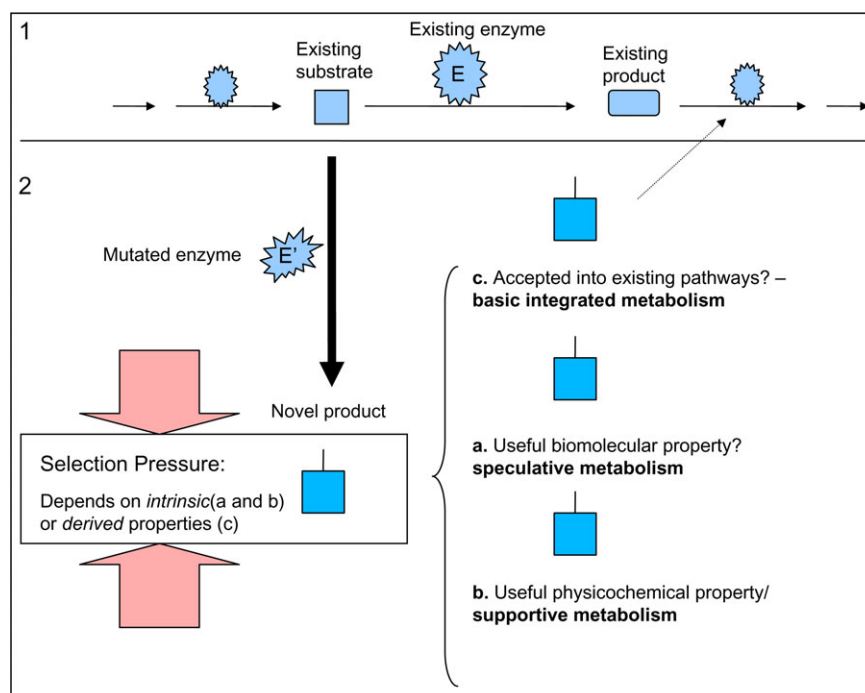 1
Existing
substrate
Existing enzyme
E
Existing
product
2
Mutated enzyme
E'
Novel product
Selection Pressure:
Depends on intrinsic(a and b)
or derived properties (c)
c. Accepted into existing pathways? –
basic integrated metabolism
a. Useful biomolecular property?
speculative metabolism
b. Useful physicochemical property/
supportive metabolism